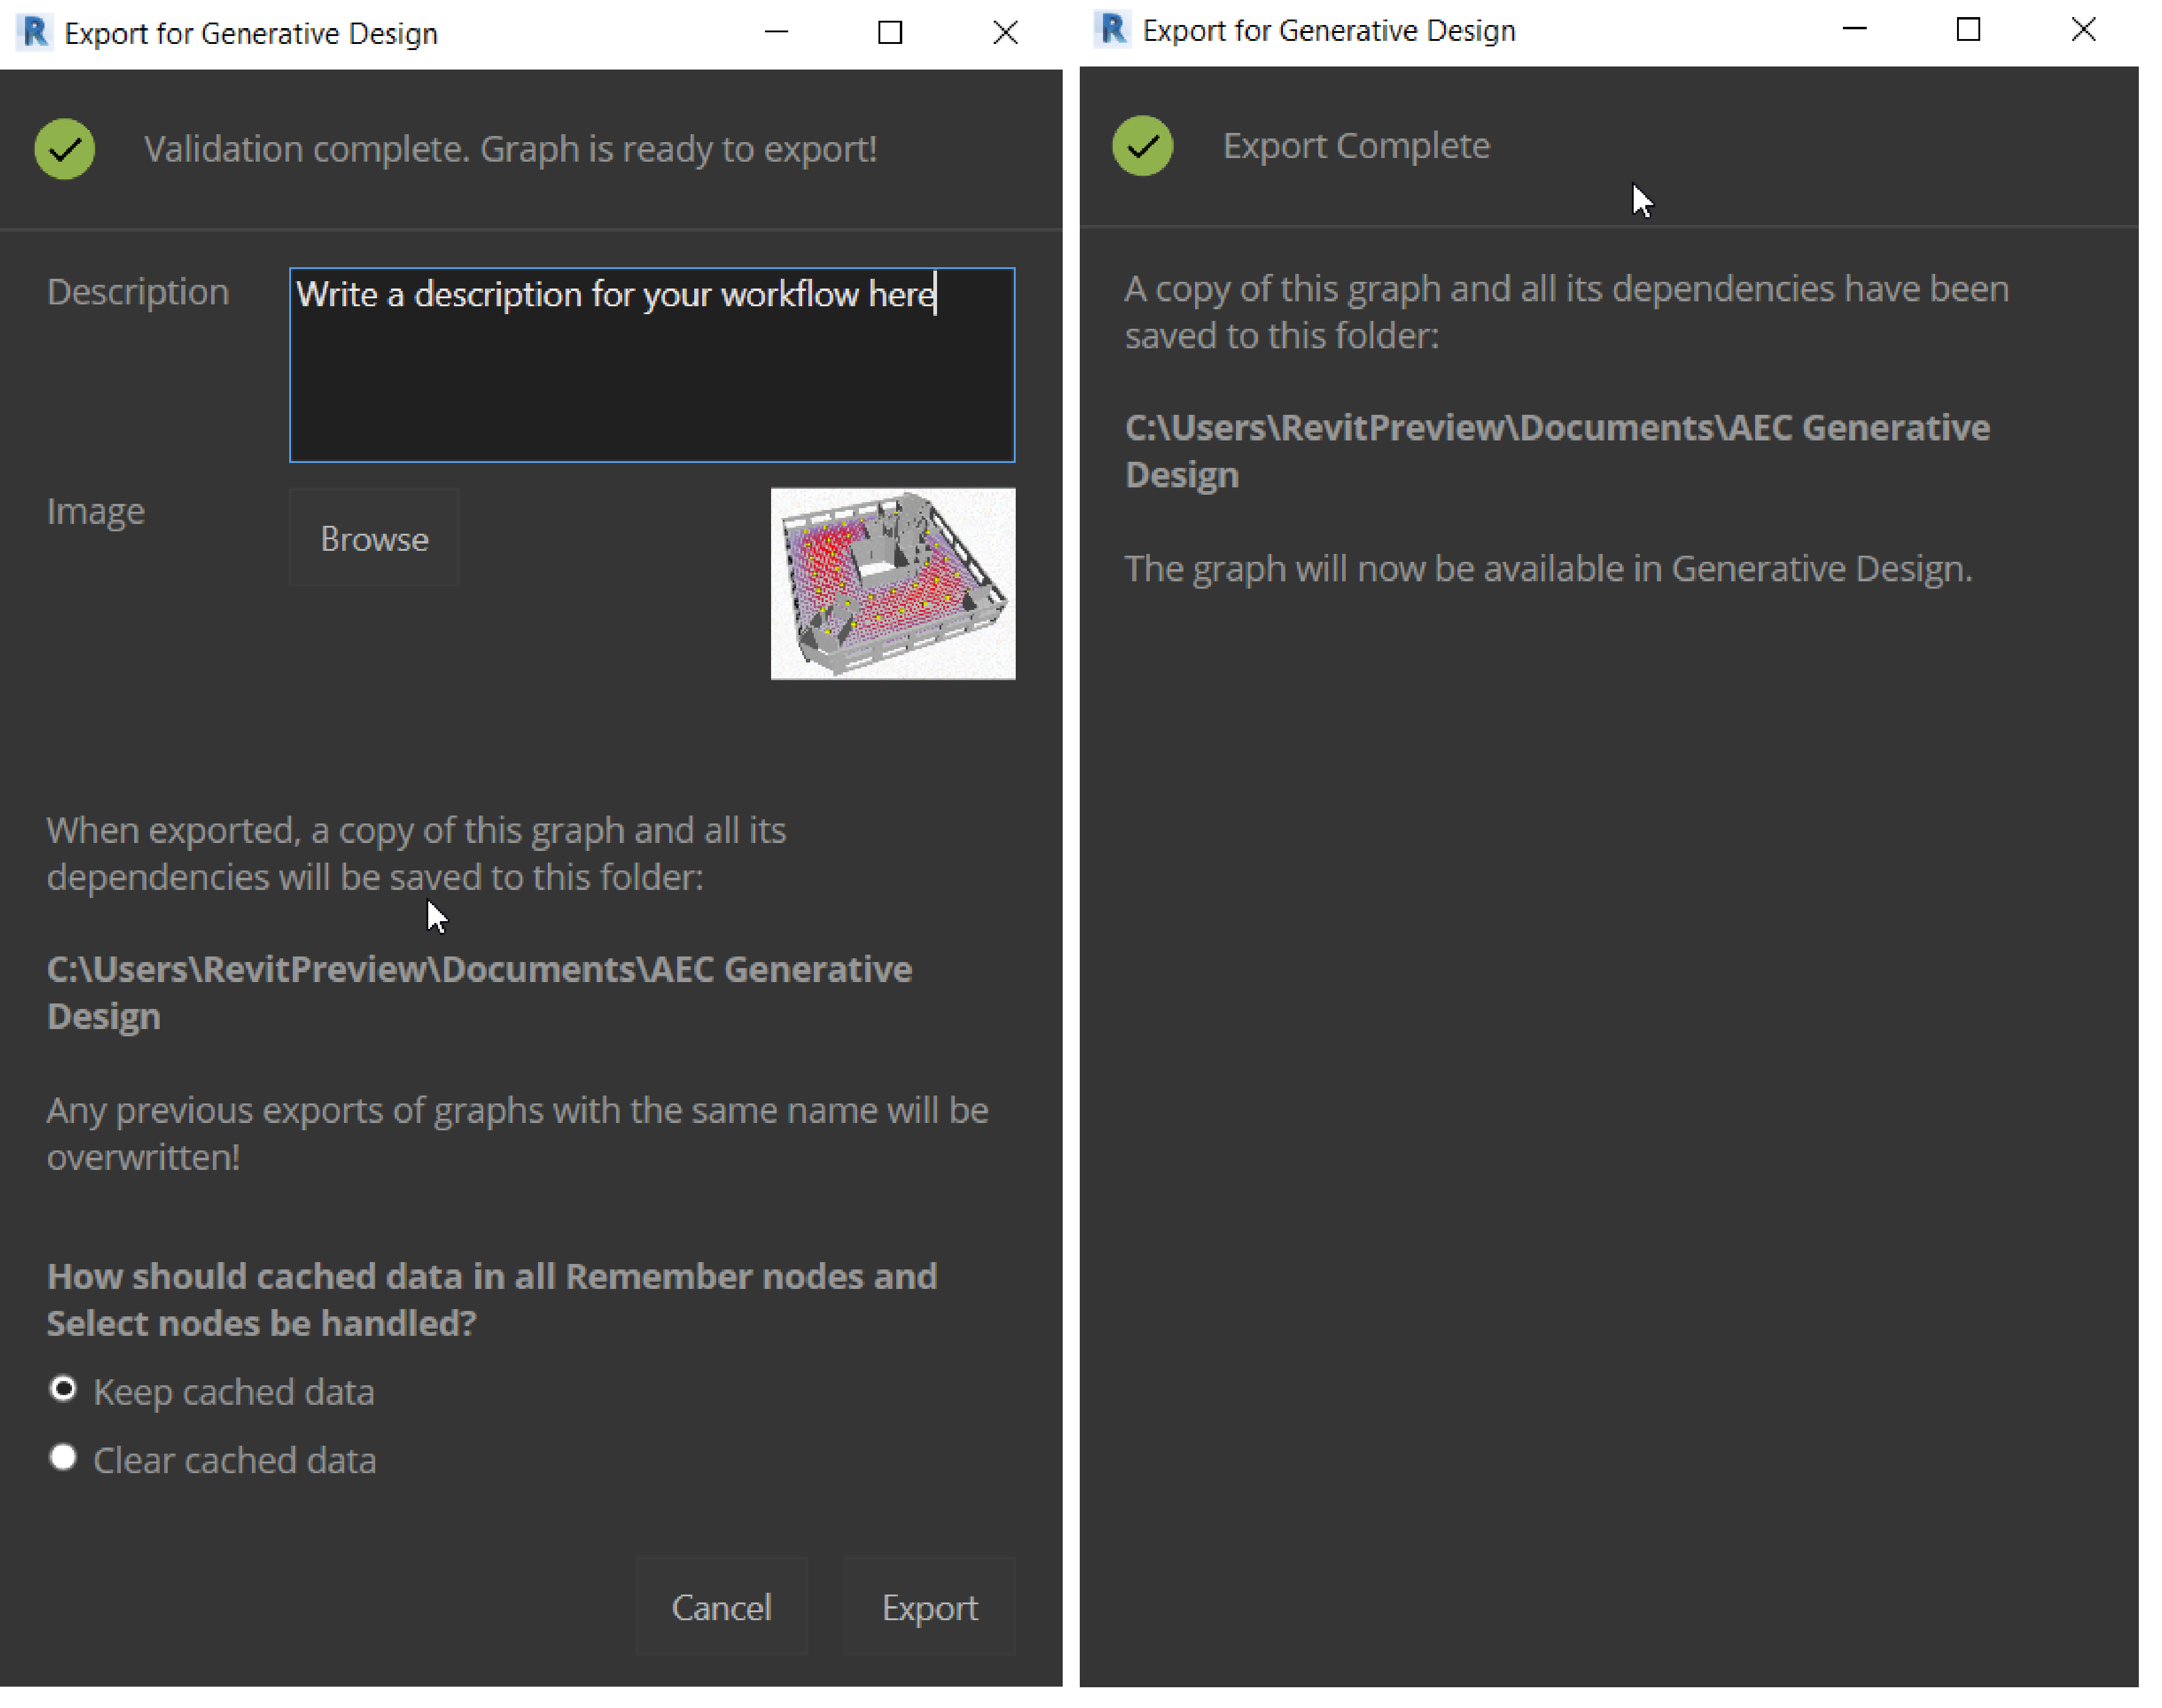 Export for Generative Design
Validation complete. Graph is ready to export!
Description
Write a description for your workflow here
Image
Browse
When exported, a copy of this graph and all its
dependencies will be saved to this folder:
C:\Users\RevitPreview\Documents\AEC Generative
Design
Any previous exports of graphs with the same name will be
overwritten!
How should cached data in all Remember nodes and
Select nodes be handled?
Keep cached data
Clear cached data
Cancel
Export
Export for Generative Design
Export Complete
A copy of this graph and all its dependencies have been
saved to this folder:
C:\Users\RevitPreview\Documents\AEC Generative
Design
The graph will now be available in Generative Design.